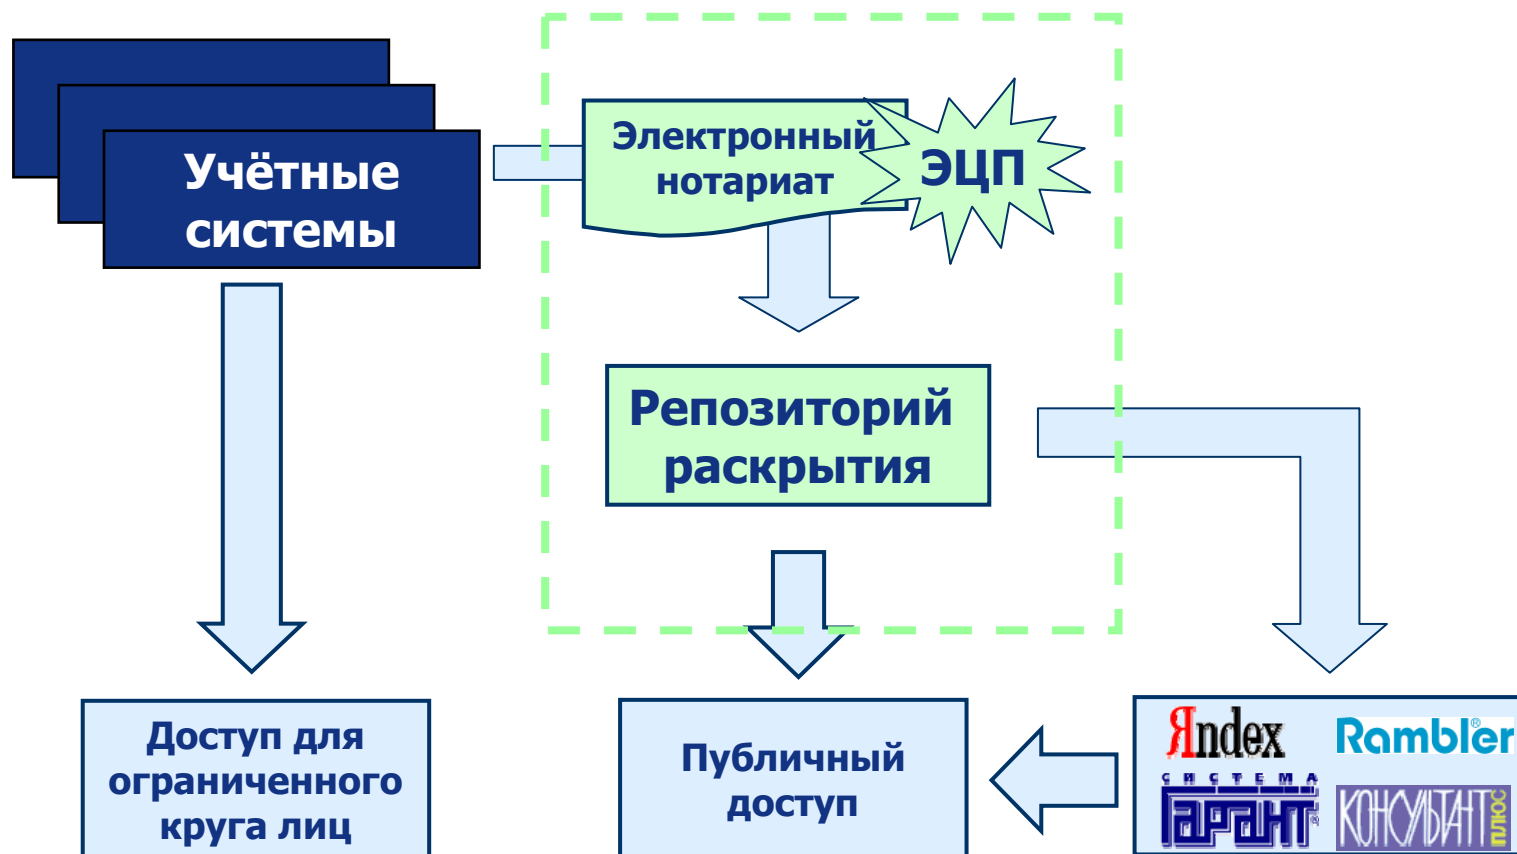 Учётные
системы
Электронный
нотариат
ЭЦП
Репозиторий
раскрытия
Доступ для
ограниченного
круга лиц
Публичный
доступ
Яndex
Rambler®
СИСТЕМА
ГАРАНТ
КОНСУЛЬТАНТ
ПЛЮС